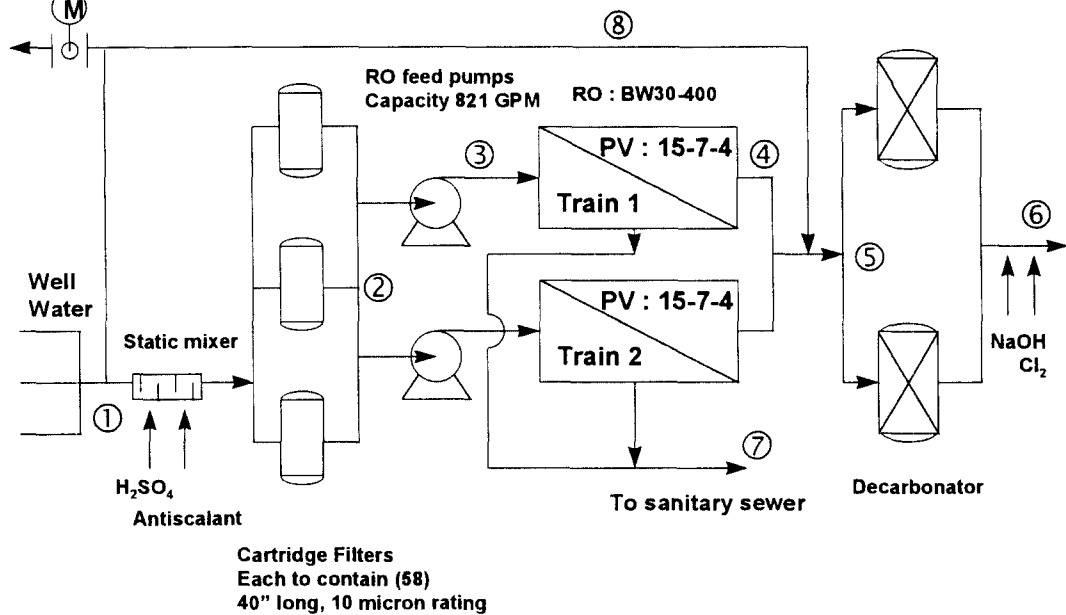 M
⑧
RO feed pumps
Capacity 821 GPM
RO : BW30-400
③
PV : 15-7-4
④
Train 1
⑥
⑤
Well
Water
②
PV : 15-7-4
Static mixer
Train 2
NaOH
Cl₂
①
⑦
H₂SO₄
Antiscalant
To sanitary sewer
Decarbonator
Cartridge Filters
Each to contain (58)
40" long, 10 micron rating